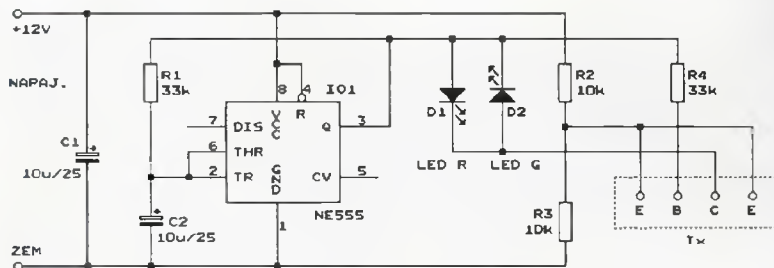 +12V
NAPAJ.
C1
10u/25
ZEM
R1
33k
C2
10u/25
8
4
IO1
R
VCC
7
DIS
Q
3
6
THR
2
TR
CV
5
GND
1
NE555
D1
D2
LED R
LED G
R2
10k
R4
33k
R3
10k
E
B
C
E
Tx